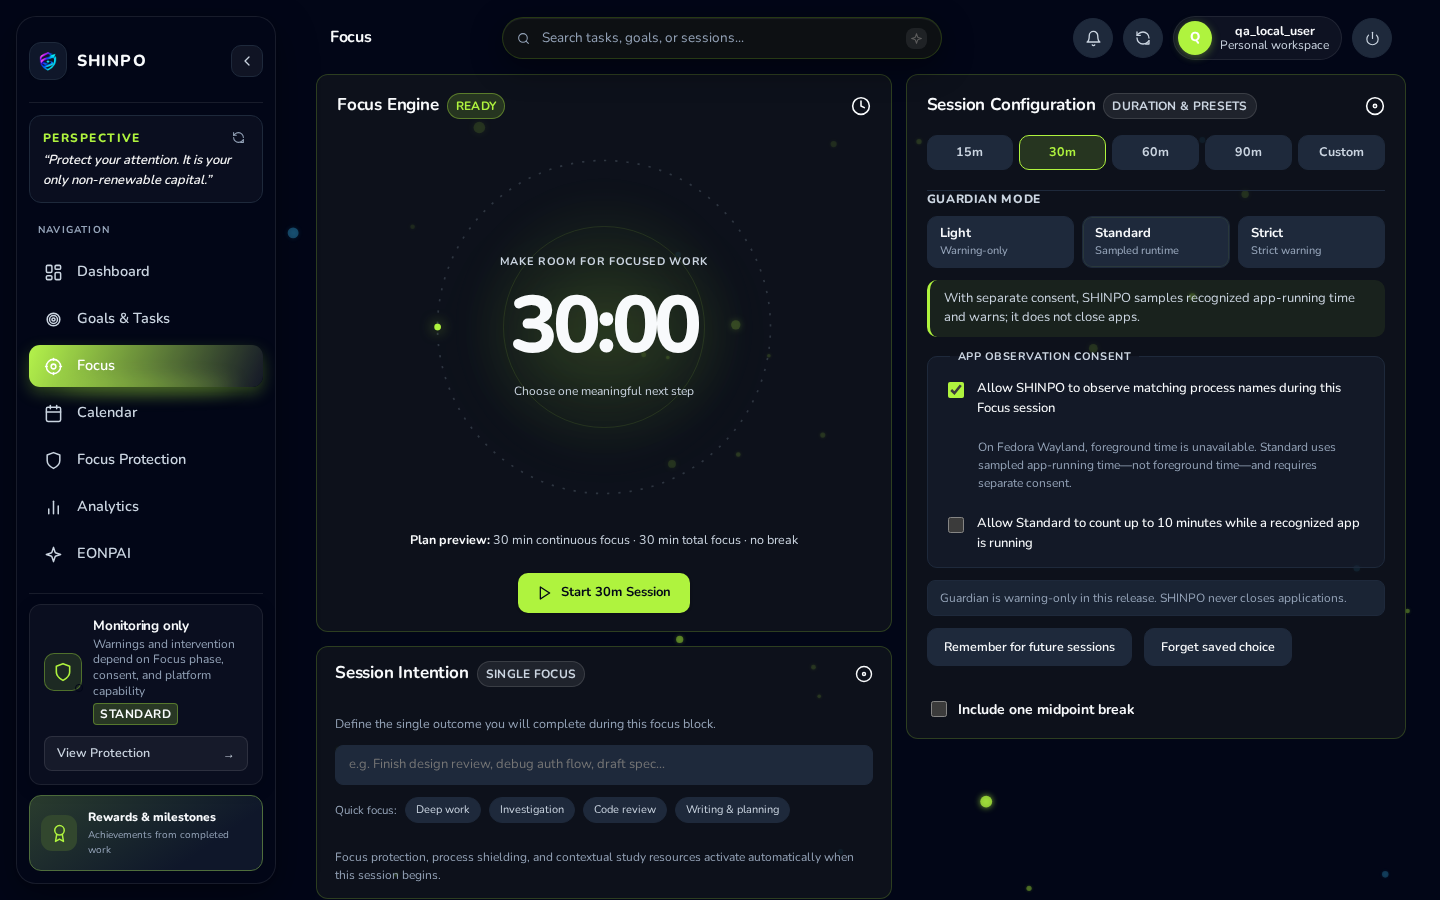 SHINPO
PERSPECTIVE
“Protect your attention. It is your
only non-renewable capital.”
NAVIGATION
Dashboard
Goals & Tasks
Focus
Calendar
Focus Protection
Analytics
EONPAI
Monitoring only
Warnings and intervention
depend on Focus phase,
consent, and platform
capability
STANDARD
View Protection →
Rewards & milestones
Achievements from completed
work
Focus
Search tasks, goals, or sessions...
Q
qa_local_user
Personal workspace
Focus Engine READY
MAKE ROOM FOR FOCUSED WORK
30:00
Choose one meaningful next step
Plan preview: 30 min continuous focus · 30 min total focus · no break
Start 30m Session
Session Intention SINGLE FOCUS
Define the single outcome you will complete during this focus block.
e.g. Finish design review, debug auth flow, draft spec...
Quick focus: Deep work Investigation Code review Writing & planning
Focus protection, process shielding, and contextual study resources activate automatically when
this session begins.
Session Configuration DURATION & PRESETS
15m 30m 60m 90m Custom
GUARDIAN MODE
Light Standard Strict
Warning-only Sampled runtime Strict warning
With separate consent, SHINPO samples recognized app-running time
and warns; it does not close apps.
APP OBSERVATION CONSENT
Allow SHINPO to observe matching process names during this
Focus session
On Fedora Wayland, foreground time is unavailable. Standard uses
sampled app-running time—not foreground time—and requires
separate consent.
Allow Standard to count up to 10 minutes while a recognized app
is running
Guardian is warning-only in this release. SHINPO never closes applications.
Remember for future sessions Forget saved choice
Include one midpoint break